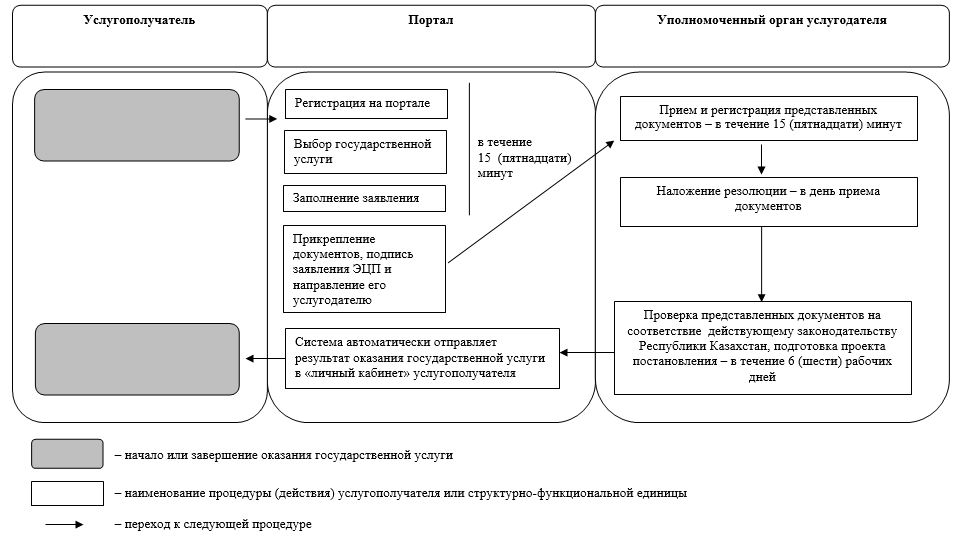 Услугополучатель
Портал
Уполномоченный орган услугодателя
Регистрация на портале
Выбор государственной
услуги
Заполнение заявления
Прикрепление
документов, подпись
заявления ЭЦП и
направление его
услугодателю
в течение
15 (пятнадцати)
минут
Прием и регистрация представленных
документов – в течение 15 (пятнадцати) минут
Наложение резолюции – в день приема
документов
Проверка представленных документов на
соответствие действующему законодательству
Республики Казахстан, подготовка проекта
постановления – в течение 6 (шести) рабочих
дней
Система автоматически отправляет
результат оказания государственной услуги
в «личный кабинет» услугополучателя
– начало или завершение оказания государственной услуги
– наименование процедуры (действия) услугополучателя или структурно-функциональной единицы
– переход к следующей процедуре